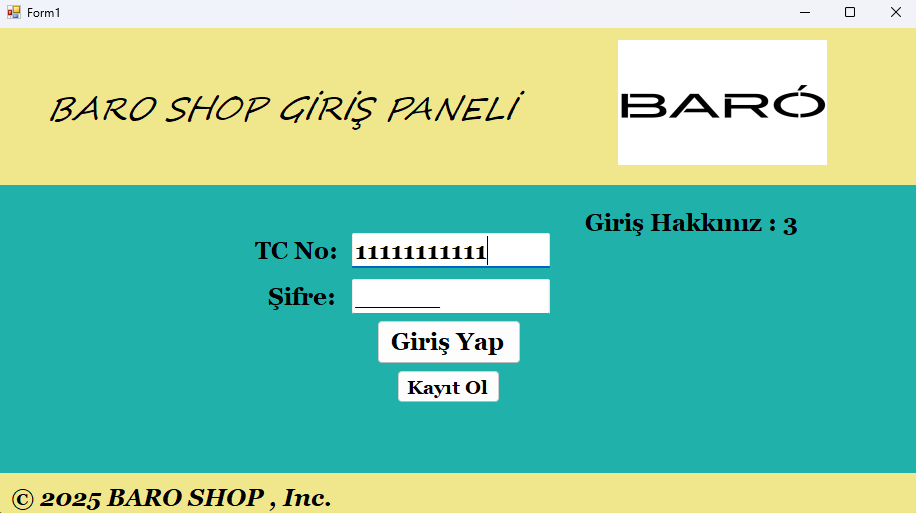 Form1
BARO SHOP GİRİŞ PANELİ
BARÓ
Giriş Hakkınız : 3
TC No: 11111111111
Şifre: ______
Giriş Yap
Kayıt Ol
© 2025 BARO SHOP , Inc.